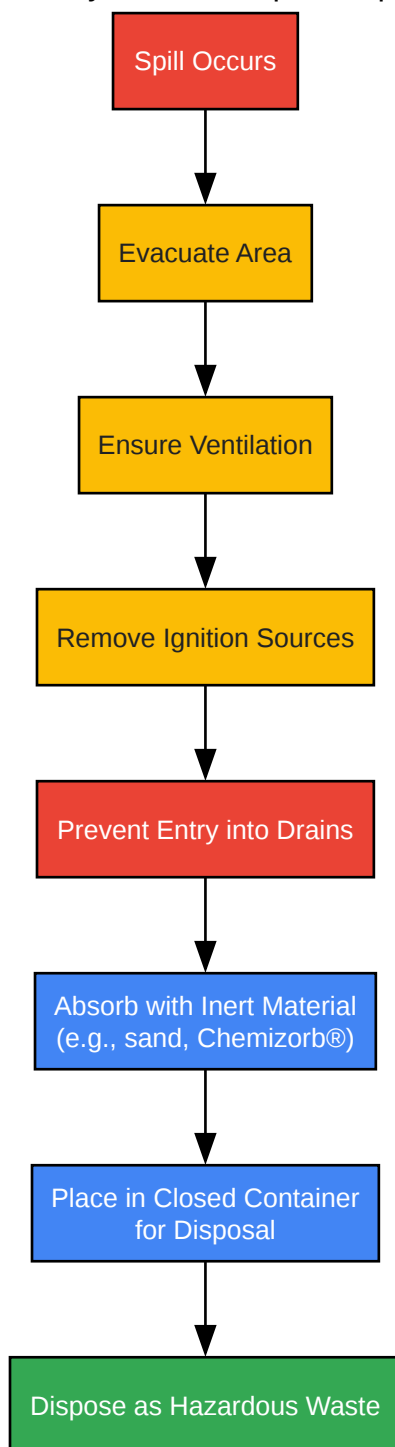 Spill Occurs
Evacuate Area
Ensure Ventilation
Remove Ignition Sources
Prevent Entry into Drains
Absorb with Inert Material
(e.g., sand, Chemizorb®)
Place in Closed Container
for Disposal
Dispose as Hazardous Waste